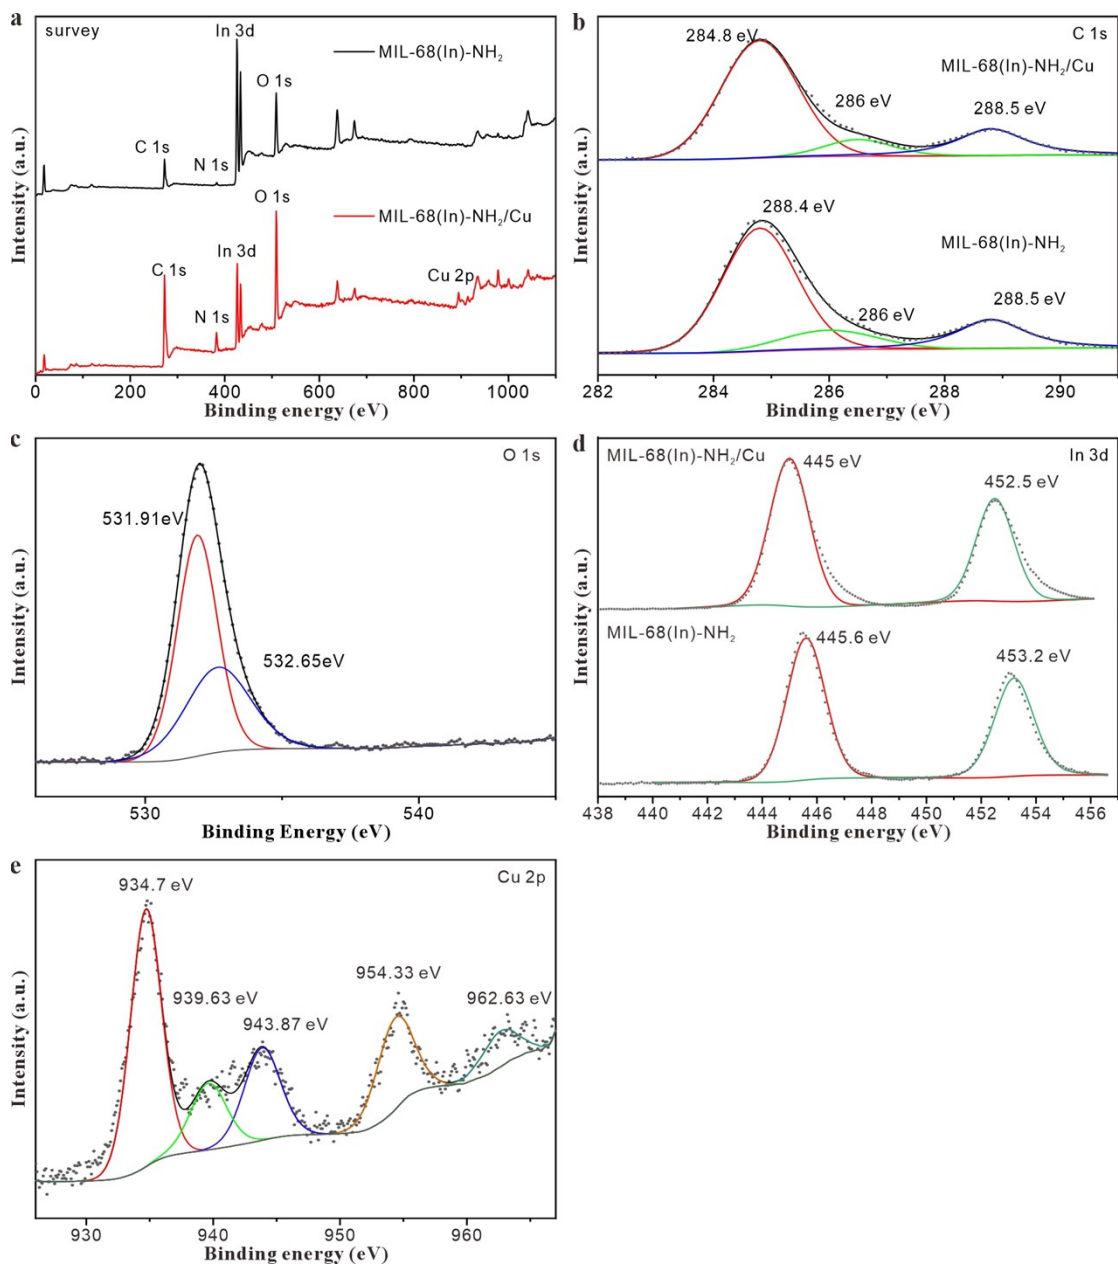 a
survey
In 3d
MIL-68(In)-NH₂
O 1s
C 1s
N 1s
O 1s
MIL-68(In)-NH₂/Cu
In 3d
C 1s
Cu 2p
N 1s
Intensity (a.u.)
0 200 400 600 800 1000
Binding energy (eV)
b
C 1s
284.8 eV
MIL-68(In)-NH₂/Cu
286 eV
288.5 eV
288.4 eV
MIL-68(In)-NH₂
288.5 eV
286 eV
Intensity (a.u.)
282 284 286 288 290
Binding energy (eV)
c
O 1s
531.91eV
532.65eV
Intensity (a.u.)
530 540
Binding Energy (eV)
d
MIL-68(In)-NH₂/Cu
In 3d
445 eV
452.5 eV
MIL-68(In)-NH₂
445.6 eV
453.2 eV
Intensity (a.u.)
438 440 442 444 446 448 450 452 454 456
Binding energy (eV)
e
Cu 2p
934.7 eV
939.63 eV
943.87 eV
954.33 eV
962.63 eV
Intensity (a.u.)
930 940 950 960
Binding energy (eV)